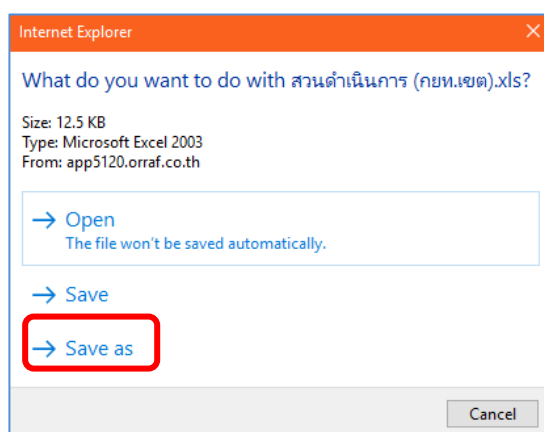 Internet Explorer
What do you want to do with สวนดำเนินการ (กยท.เขต).xls?
Size: 12.5 KB
Type: Microsoft Excel 2003
From: app5120.orraf.co.th
→ Open
The file won't be saved automatically.
→ Save
→ Save as
Cancel